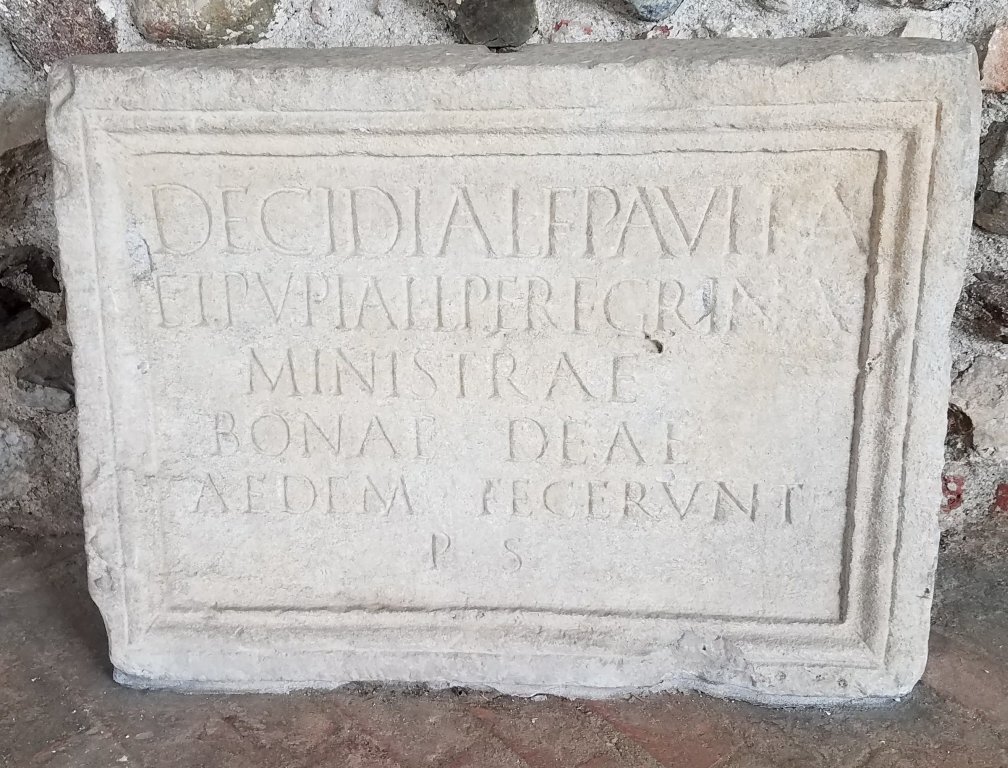 DECIDIA L F PAVLLA
ET PVPIA L L PEREGRINA
MINISTRAE
BONAE DEAE
AEDEM FECERVNT
P S